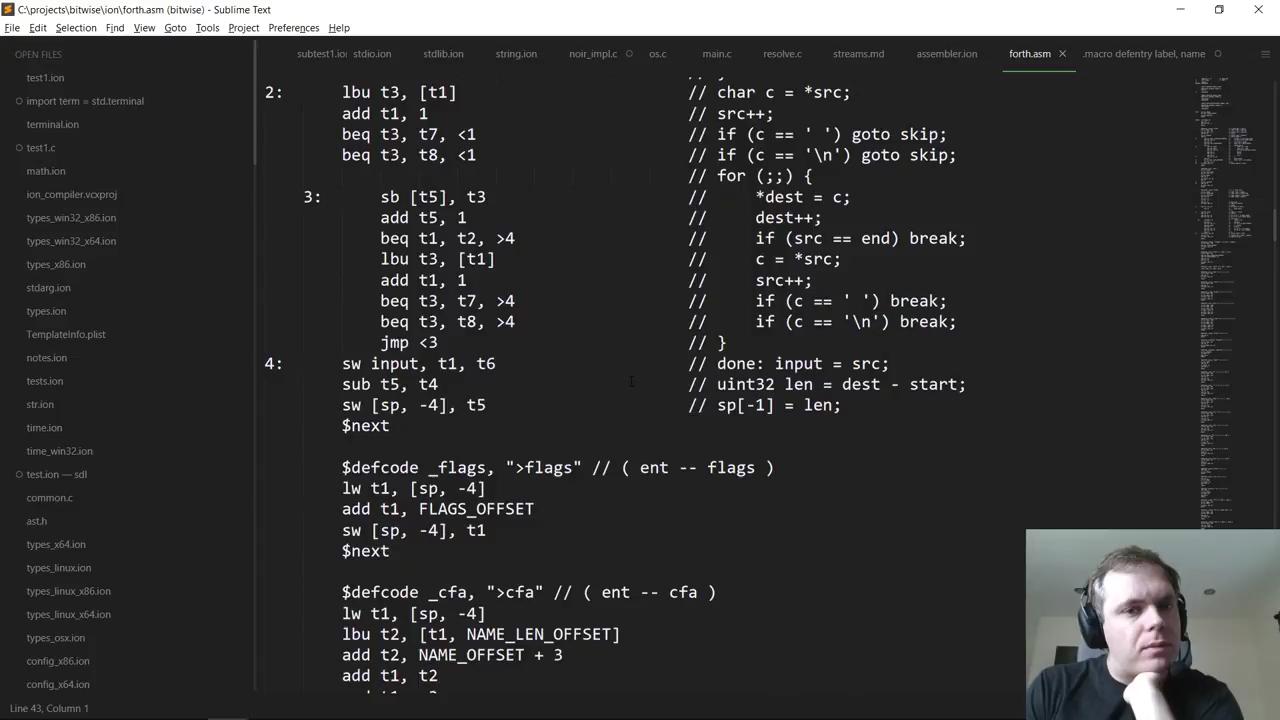 C:\projects\bitwise\ion\forth.asm (bitwise) - Sublime Text
File Edit Selection Find View Goto Tools Project Preferences Help
OPEN FILES
test1.ion
import term = std.terminal
terminal.ion
test1.c
math.ion
ion_compiler.vcxproj
types_win32_x86.ion
types_win32_x64.ion
types_x86.ion
stdarg.ion
types.ion
TemplateInfo.plist
notes.ion
tests.ion
str.ion
time.ion
time_win32.ion
test.ion — sdl
common.c
ast.h
types_x64.ion
types_linux.ion
types_linux_x86.ion
types_linux_x64.ion
types_osx.ion
config_x86.ion
config_x64.ion
subtest1.io stdio.ion stdlib.ion string.ion noir_impl.c os.c main.c resolve.c streams.md assembler.ion forth.asm .macro defentry label, name
2: lbu t3, [t1] // char c = *src;
add t1, 1 // src++;
beq t3, t7, <1 // if (c == ' ') goto skip;
beq t3, t8, <1 // if (c == '\n') goto skip;
// for (;;) {
3: sb [t5], t3 // *dest = c;
add t5, 1 // dest++;
beq t1, t2, >4 // if (src == end) break;
lbu t3, [t1] // c = *src;
add t1, 1 // src++;
beq t3, t7, >4 // if (c == ' ') break;
beq t3, t8, >4 // if (c == '\n') break;
jmp <3 // }
4: sw input, t1, t6 // done: input = src;
sub t5, t4 // uint32 len = dest - start;
sw [sp, -4], t5 // sp[-1] = len;
$next
$defcode _flags, ">flags" // ( ent -- flags )
lw t1, [sp, -4]
add t1, FLAGS_OFFSET
sw [sp, -4], t1
$next
$defcode _cfa, ">cfa" // ( ent -- cfa )
lw t1, [sp, -4]
lbu t2, [t1, NAME_LEN_OFFSET]
add t2, NAME_OFFSET + 3
add t1, t2
Line 43, Column 1